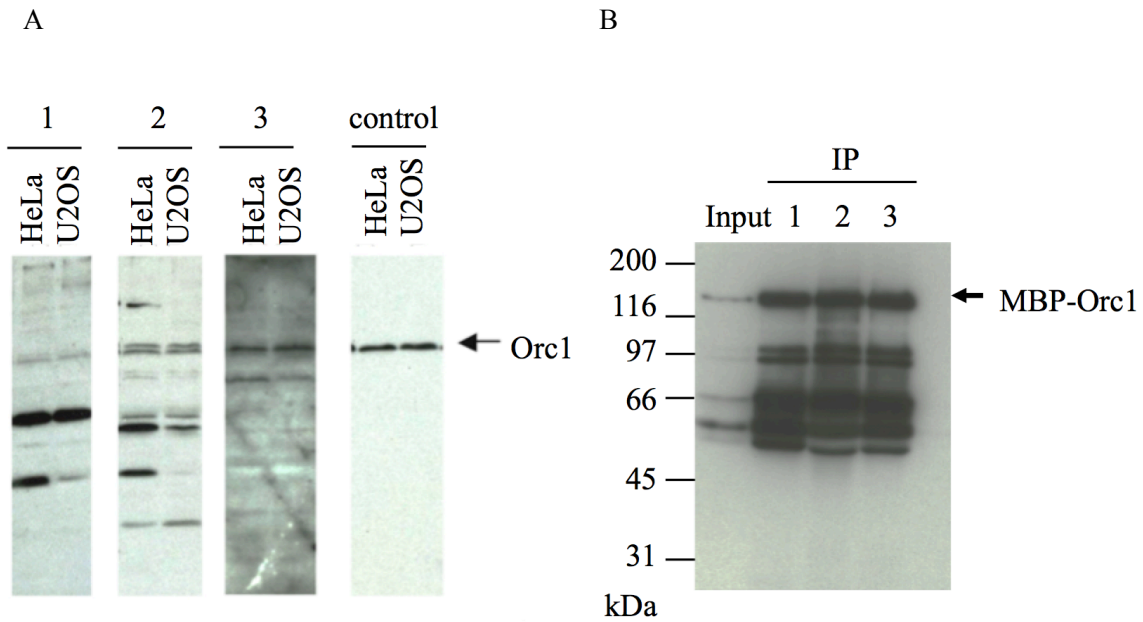 A
B
1 2 3 control
HeLa U2OS HeLa U2OS HeLa U2OS HeLa U2OS
Orc1
IP
Input 1 2 3
200
116
97
66
45
31
kDa
MBP-Orc1